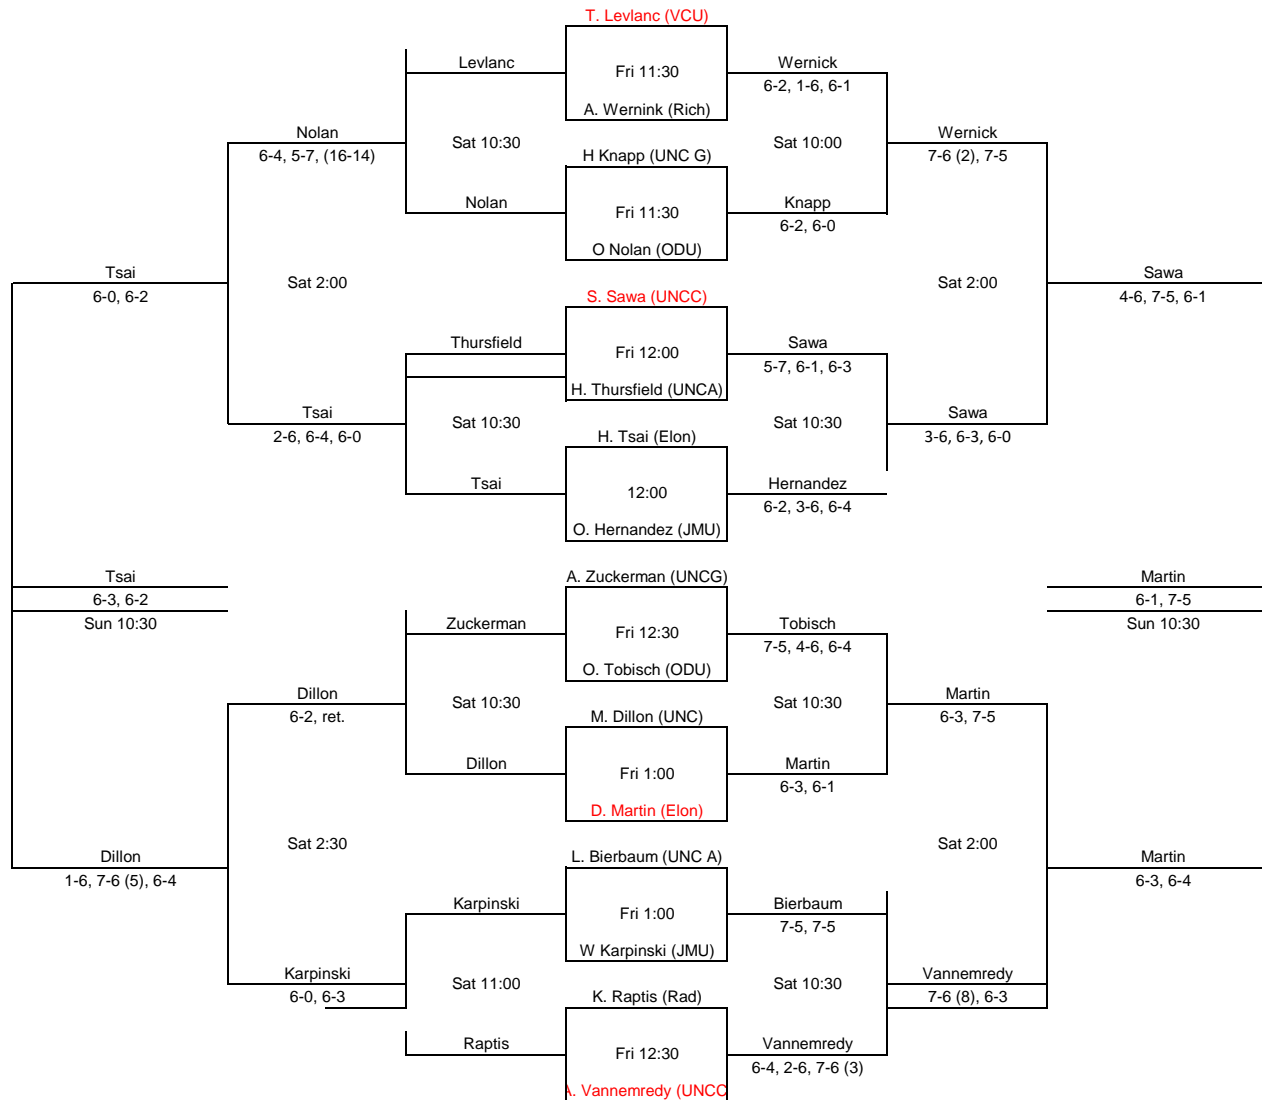 T. Levlanc (VCU)
Levlanc
Fri 11:30
Wernick
6-2, 1-6, 6-1
A. Wernink (Rich)
Nolan
Sat 10:30
Sat 10:00
Wernick
6-4, 5-7, (16-14)
H Knapp (UNC G)
7-6 (2), 7-5
Nolan
Fri 11:30
Knapp
6-2, 6-0
O Nolan (ODU)
Tsai
Sat 2:00
Sat 2:00
Sawa
6-0, 6-2
S. Sawa (UNCC)
4-6, 7-5, 6-1
Thursfield
Fri 12:00
Sawa
5-7, 6-1, 6-3
H. Thursfield (UNCA)
Tsai
Sat 10:30
Sat 10:30
Sawa
2-6, 6-4, 6-0
H. Tsai (Elon)
3-6, 6-3, 6-0
Tsai
12:00
Hernandez
6-2, 3-6, 6-4
O. Hernandez (JMU)
Tsai
A. Zuckerman (UNCG)
Martin
6-3, 6-2
6-1, 7-5
Sun 10:30
Zuckerman
Fri 12:30
Tobisch
Sun 10:30
7-5, 4-6, 6-4
O. Tobisch (ODU)
Dillon
Sat 10:30
Sat 10:30
Martin
6-2, ret.
M. Dillon (UNC)
6-3, 7-5
Dillon
Fri 1:00
Martin
6-3, 6-1
D. Martin (Elon)
Sat 2:30
Sat 2:00
Dillon
L. Bierbaum (UNC A)
Martin
1-6, 7-6 (5), 6-4
6-3, 6-4
Karpinski
Fri 1:00
Bierbaum
7-5, 7-5
W Karpinski (JMU)
Karpinski
Sat 11:00
Sat 10:30
Vannemredy
6-0, 6-3
K. Raptis (Rad)
7-6 (8), 6-3
Raptis
Fri 12:30
Vannemredy
6-4, 2-6, 7-6 (3)
A. Vannemredy (UNCC